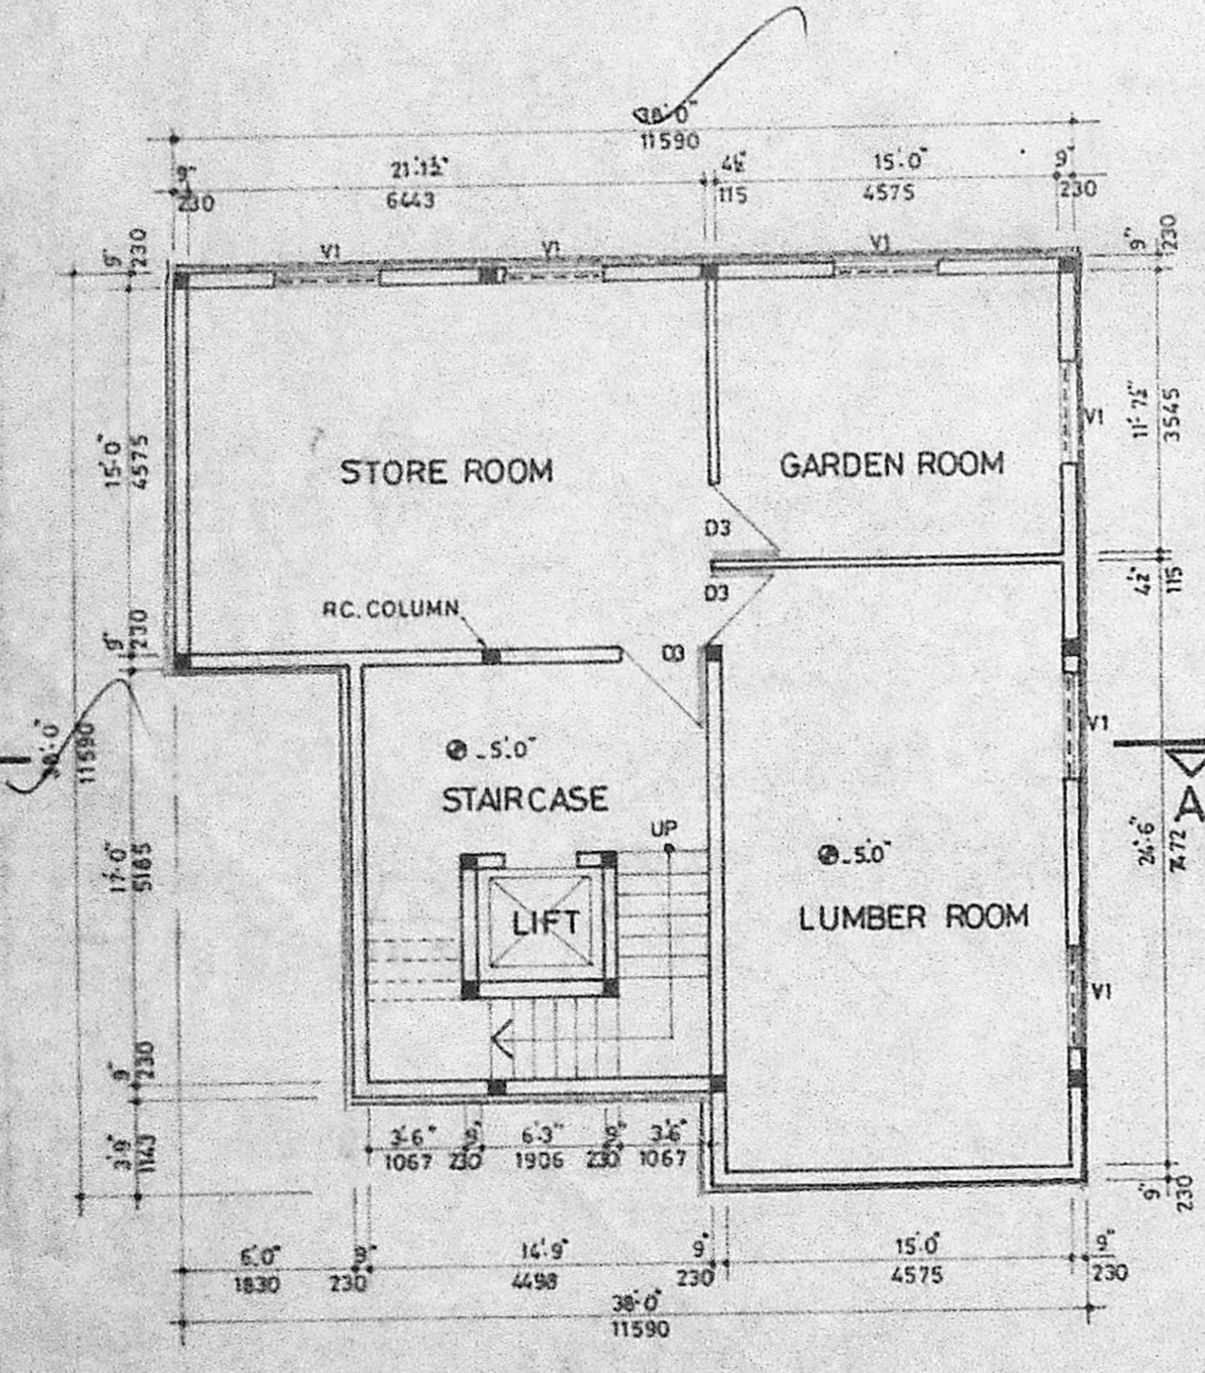 38'-0"
11590
9" 21'-1½" 4½" 15'-0" 9"
230 6443 115 4575 230
V1 V1 V1
9" 230
9" 230
15'-0" 4575
11'-7½" 3545
V1
STORE ROOM GARDEN ROOM
D3
D3
4½" 115
RC. COLUMN
9" 230
D3
38'-0" 11590
V1
-5'.0"
STAIRCASE
A
UP
17'-0" 5185
-5'.0"
24'-6" 7472
LIFT
LUMBER ROOM
V1
9" 230
3'-9" 1143
3'-6" 9" 6'-3" 9" 3'-6"
1067 230 1906 230 1067
9" 230
6'-0" 9" 14'-9" 9" 15'-0" 9"
1830 230 4498 230 4575 230
38'-0"
11590